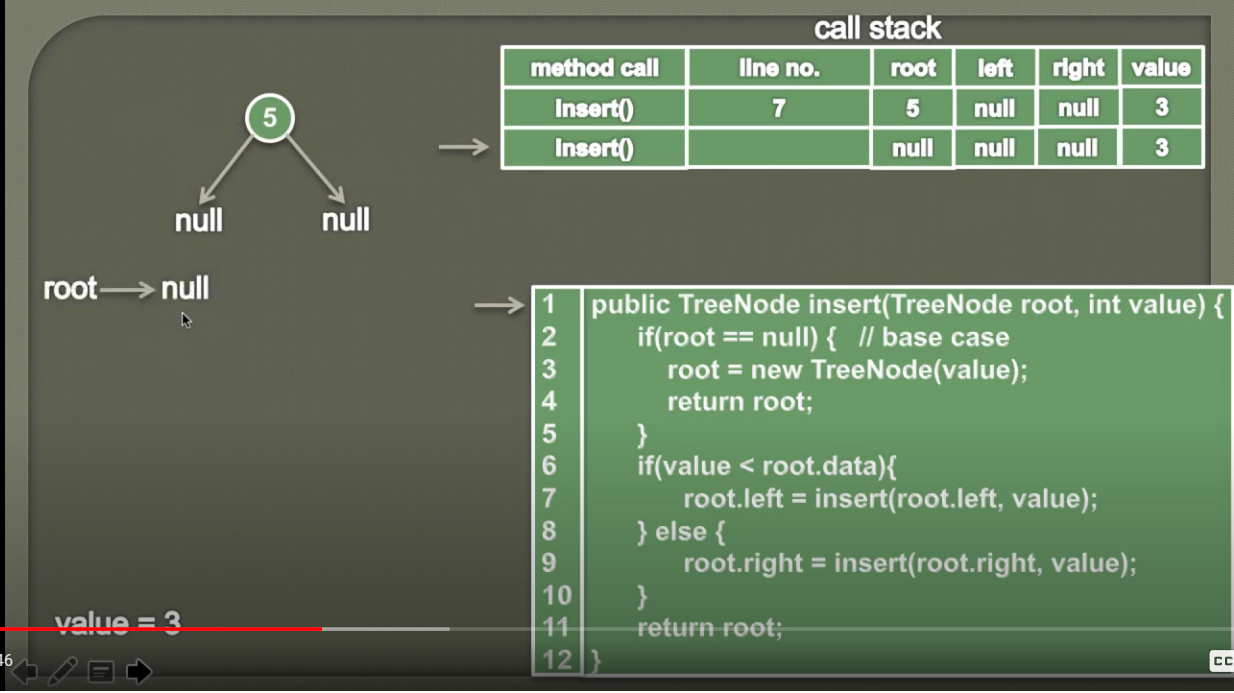 call stack
method call line no. root left right value
Insert() 7 5 null null 3
Insert() null null null 3
5
null null
root null
1 public TreeNode insert(TreeNode root, int value) {
2 if(root == null) { // base case
3 root = new TreeNode(value);
4 return root;
5 }
6 if(value < root.data){
7 root.left = insert(root.left, value);
8 } else {
9 root.right = insert(root.right, value);
10 }
11 return root;
12 }
value = 3
46
CC